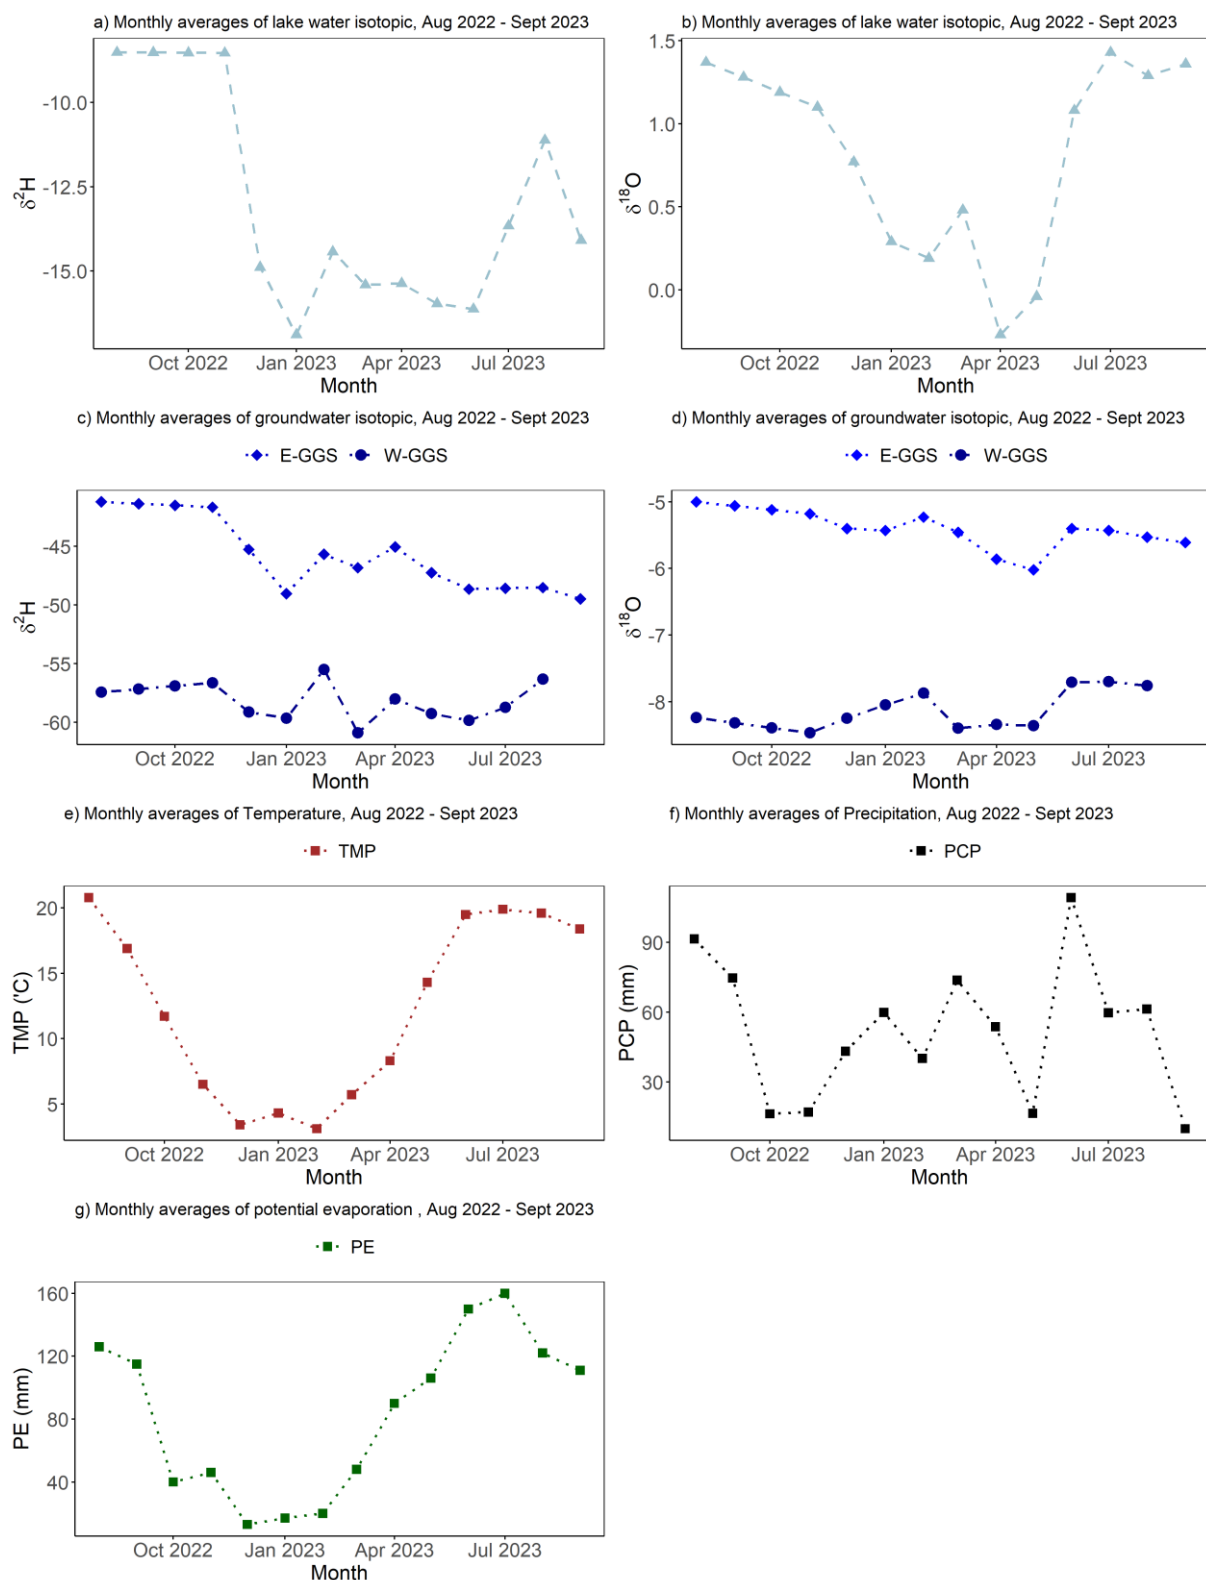 a) Monthly averages of lake water isotopic, Aug 2022 - Sept 2023
-10.0
-12.5
-15.0
δ²H
Oct 2022 Jan 2023 Apr 2023 Jul 2023
Month
b) Monthly averages of lake water isotopic, Aug 2022 - Sept 2023
1.5
1.0
0.5
0.0
δ¹⁸O
Oct 2022 Jan 2023 Apr 2023 Jul 2023
Month
c) Monthly averages of groundwater isotopic, Aug 2022 - Sept 2023
E-GGS W-GGS
-45
-50
-55
-60
δ²H
Oct 2022 Jan 2023 Apr 2023 Jul 2023
Month
d) Monthly averages of groundwater isotopic, Aug 2022 - Sept 2023
E-GGS W-GGS
-5
-6
-7
-8
δ¹⁸O
Oct 2022 Jan 2023 Apr 2023 Jul 2023
Month
e) Monthly averages of Temperature, Aug 2022 - Sept 2023
TMP
20
15
10
5
TMP ('C)
Oct 2022 Jan 2023 Apr 2023 Jul 2023
Month
f) Monthly averages of Precipitation, Aug 2022 - Sept 2023
PCP
90
60
30
PCP (mm)
Oct 2022 Jan 2023 Apr 2023 Jul 2023
Month
g) Monthly averages of potential evaporation , Aug 2022 - Sept 2023
PE
160
120
80
40
PE (mm)
Oct 2022 Jan 2023 Apr 2023 Jul 2023
Month